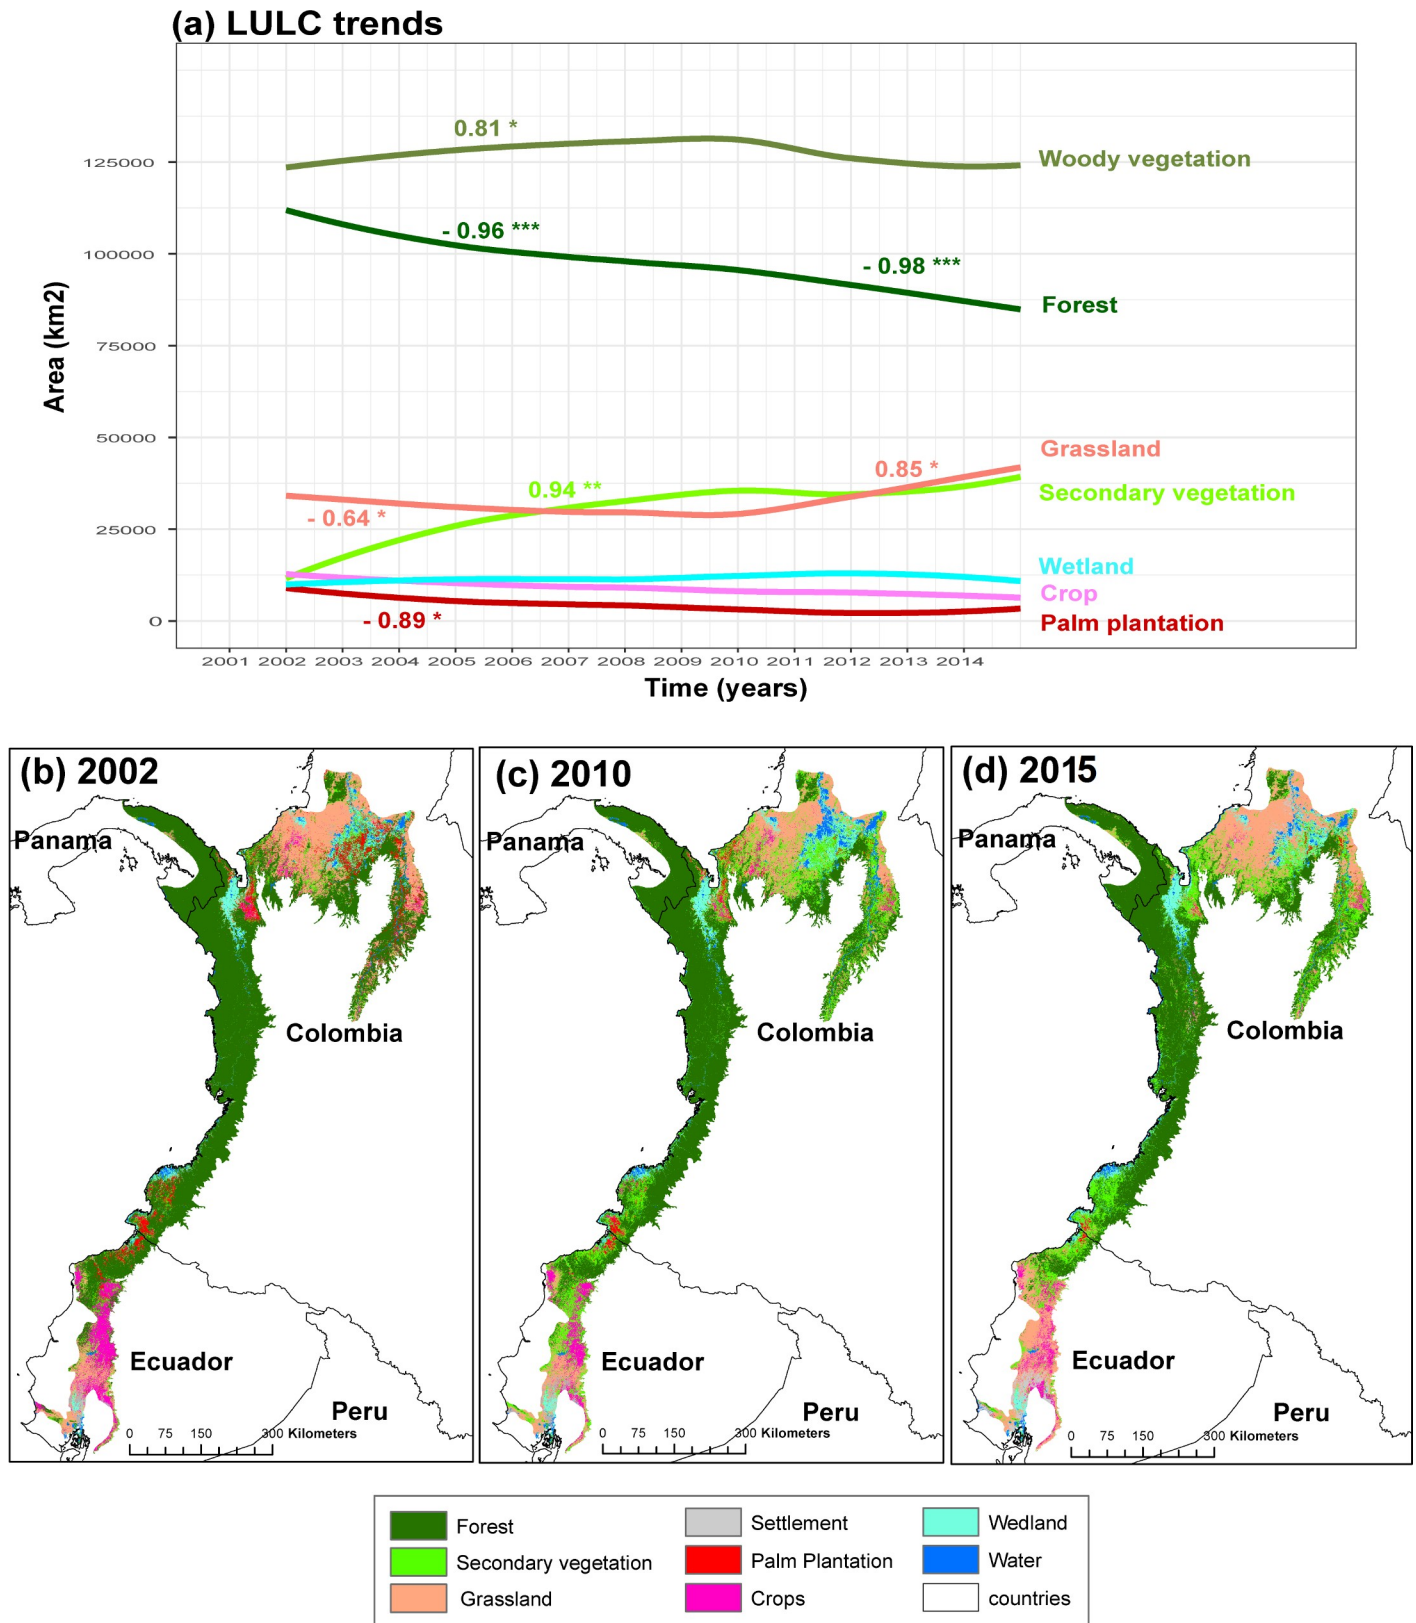 (a) LULC trends
0.81 *
125000
Woody vegetation
- 0.96 ***
100000
- 0.98 ***
Forest
75000
Area (km2)
50000
Grassland
0.85 *
0.94 **
Secondary vegetation
- 0.64 *
25000
Wetland
Crop
0
- 0.89 *
Palm plantation
2001 2002 2003 2004 2005 2006 2007 2008 2009 2010 2011 2012 2013 2014
Time (years)
(b) 2002
Panama
Colombia
Ecuador
Peru
0 75 150 300 Kilometers
(c) 2010
Panama
Colombia
Ecuador
Peru
0 75 150 300 Kilometers
(d) 2015
Panama
Colombia
Ecuador
Peru
0 75 150 300 Kilometers
Forest
Settlement
Wedland
Secondary vegetation
Palm Plantation
Water
Grassland
Crops
countries